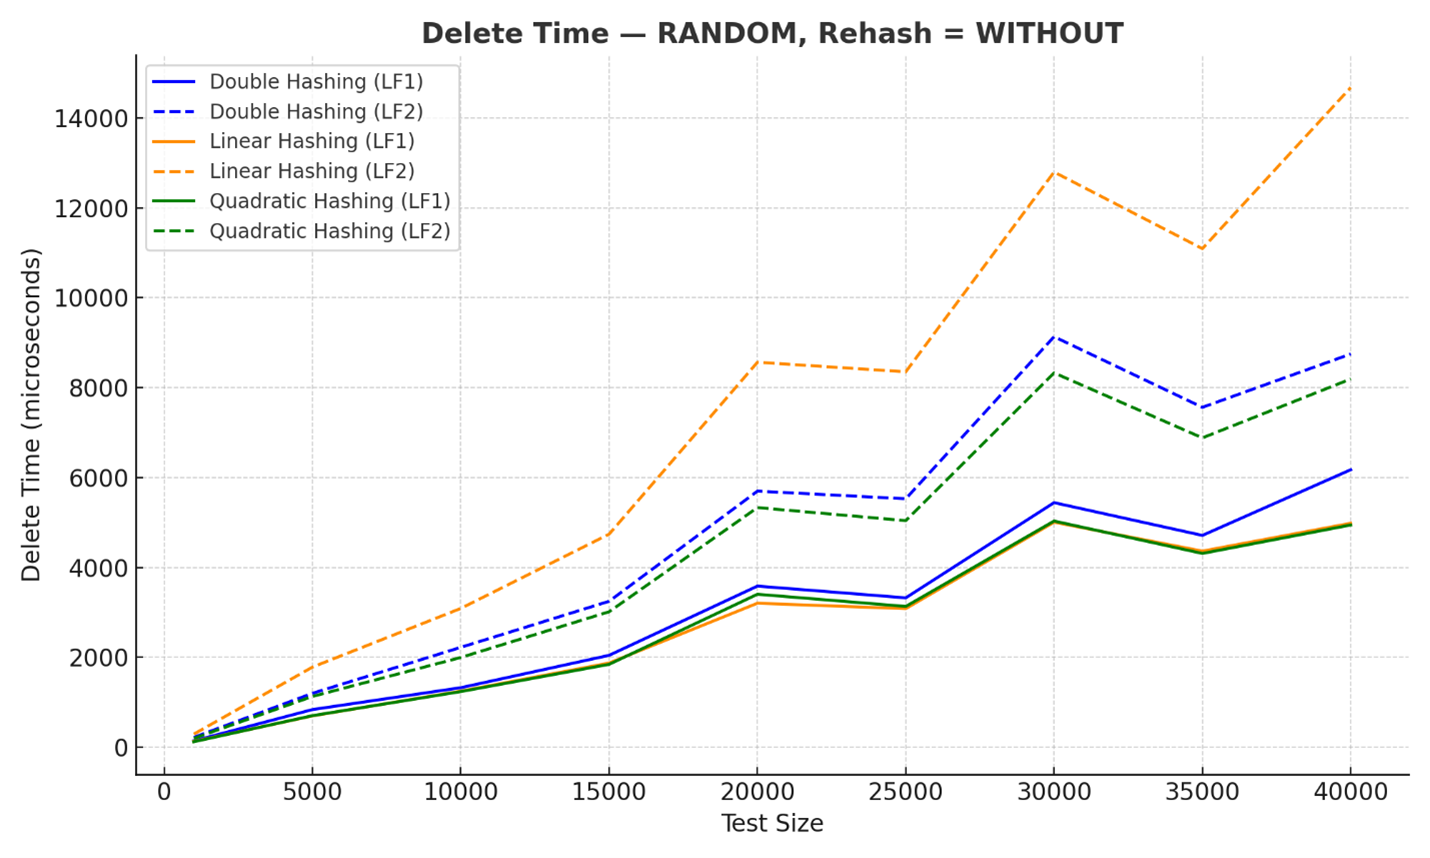 Delete Time — RANDOM, Rehash = WITHOUT
Double Hashing (LF1)
Double Hashing (LF2)
Linear Hashing (LF1)
Linear Hashing (LF2)
Quadratic Hashing (LF1)
Quadratic Hashing (LF2)
Delete Time (microseconds)
14000
12000
10000
8000
6000
4000
2000
0
0 5000 10000 15000 20000 25000 30000 35000 40000
Test Size